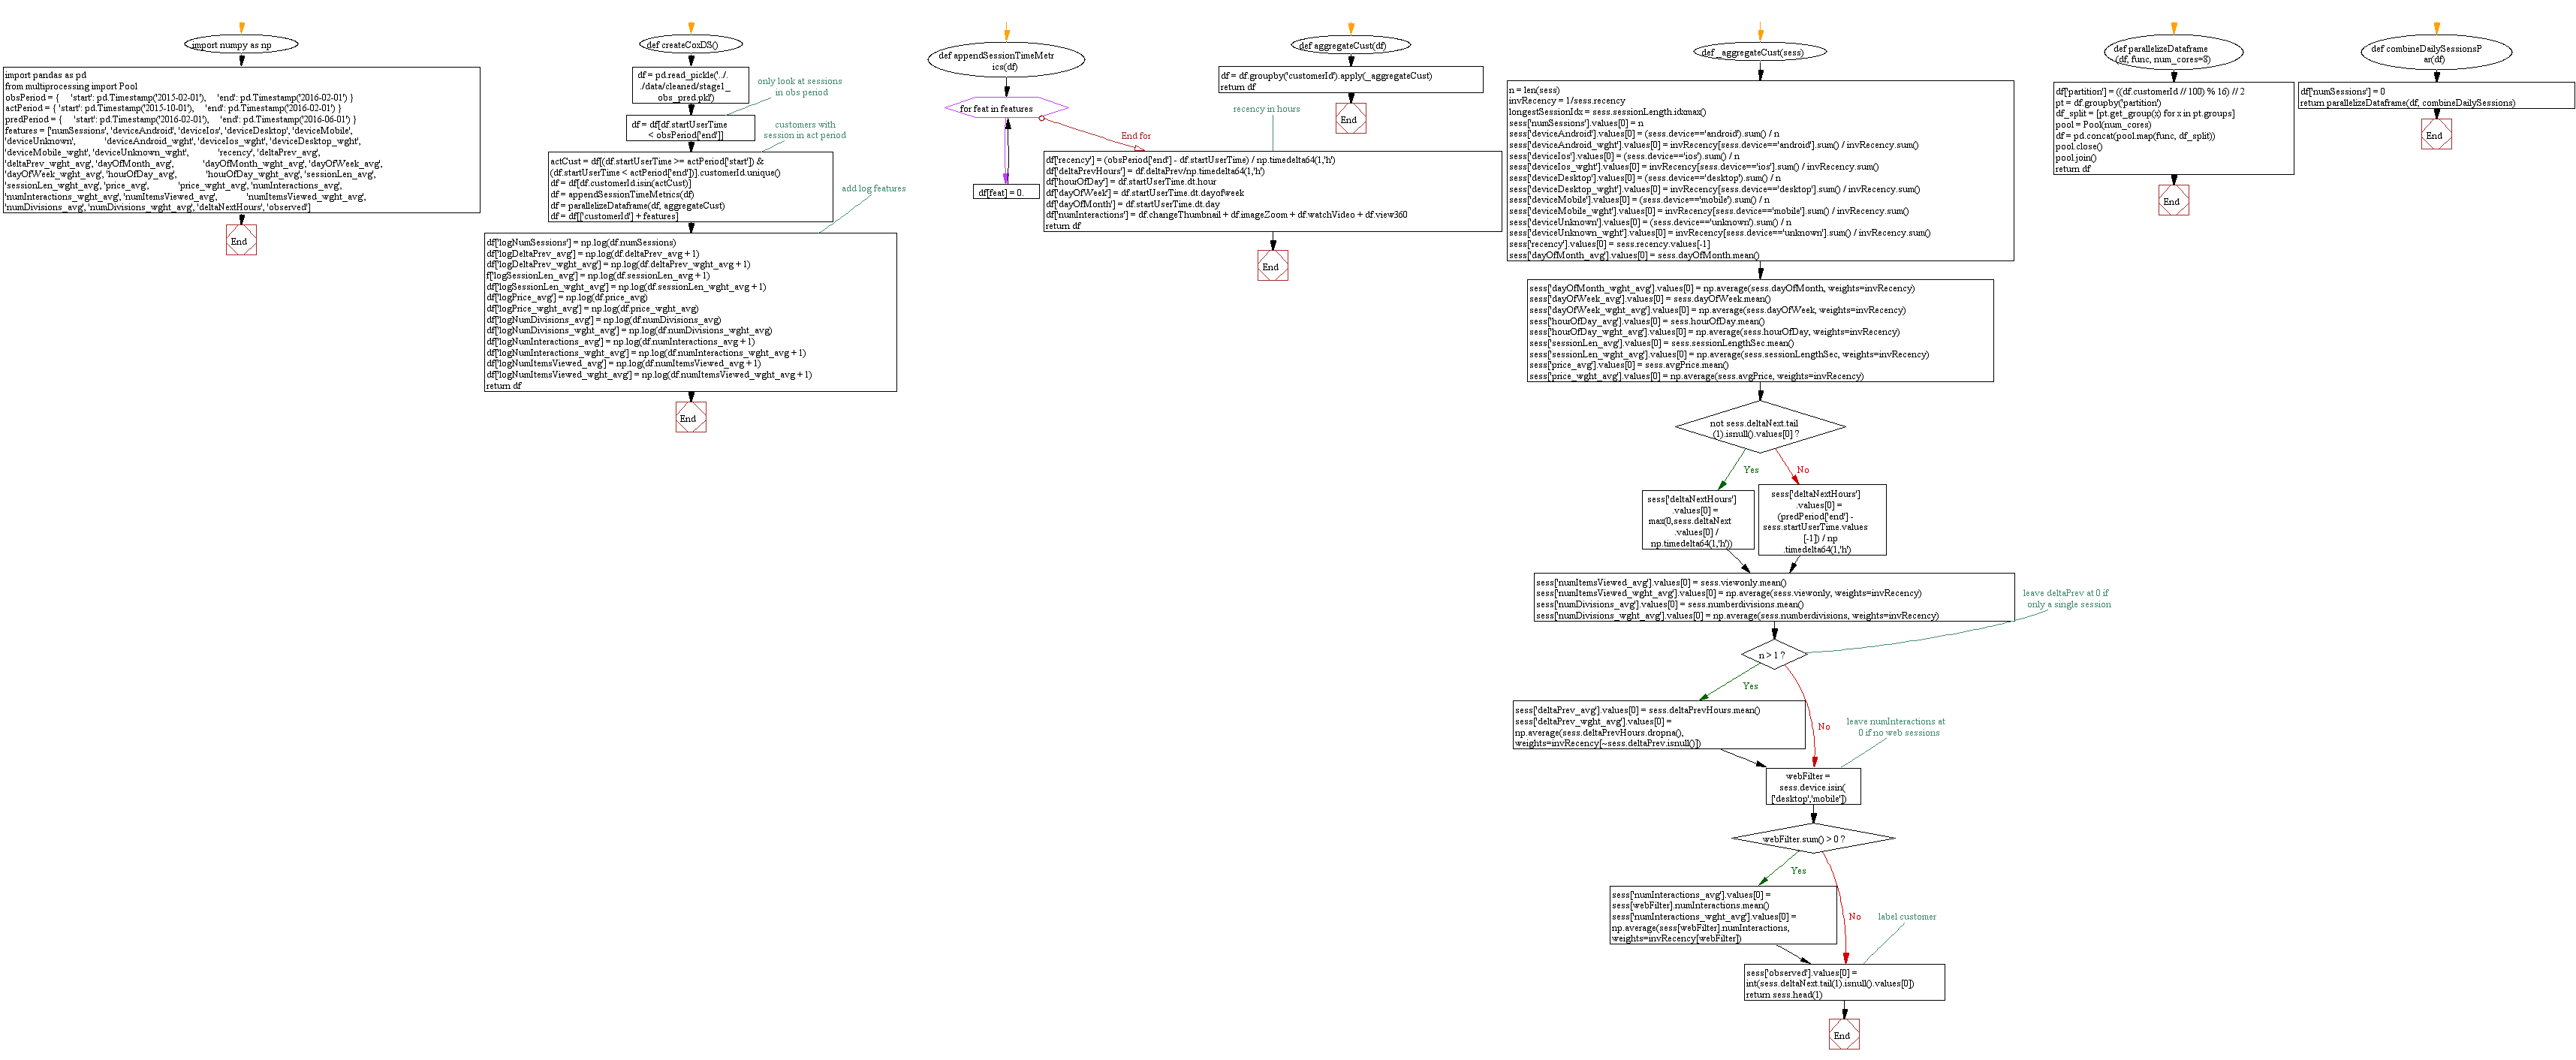 import numpy as np
import pandas as pd
from multiprocessing import Pool
obsPeriod = {    'start': pd.Timestamp('2015-02-01'),    'end': pd.Timestamp('2016-02-01') }
actPeriod = { 'start': pd.Timestamp('2015-10-01'),    'end': pd.Timestamp('2016-02-01') }
predPeriod = {    'start': pd.Timestamp('2016-02-01'),    'end': pd.Timestamp('2016-06-01') }
features = ['numSessions', 'deviceAndroid', 'deviceIos', 'deviceDesktop', 'deviceMobile',
'deviceUnknown',            'deviceAndroid_wght', 'deviceIos_wght', 'deviceDesktop_wght',
'deviceMobile_wght', 'deviceUnknown_wght',            'recency', 'deltaPrev_avg',
'deltaPrev_wght_avg', 'dayOfMonth_avg',            'dayOfMonth_wght_avg', 'dayOfWeek_avg',
'dayOfWeek_wght_avg', 'hourOfDay_avg',            'hourOfDay_wght_avg', 'sessionLen_avg',
'sessionLen_wght_avg', 'price_avg',            'price_wght_avg', 'numInteractions_avg',
'numInteractions_wght_avg', 'numItemsViewed_avg',            'numItemsViewed_wght_avg',
'numDivisions_avg', 'numDivisions_wght_avg', 'deltaNextHours', 'observed']
End
def createCoxDS()
df = pd.read_pickle('../.
./data/cleaned/stage1_
obs_pred.pkl')
only look at sessions
in obs period
df = df[df.startUserTime
< obsPeriod['end']]
customers with
session in act period
actCust = df[(df.startUserTime >= actPeriod['start']) &
(df.startUserTime < actPeriod['end'])].customerId.unique()
df = df[df.customerId.isin(actCust)]
df = appendSessionTimeMetrics(df)
df = parallelizeDataframe(df, aggregateCust)
df = df[['customerId'] + features]
add log features
df['logNumSessions'] = np.log(df.numSessions)
df['logDeltaPrev_avg'] = np.log(df.deltaPrev_avg + 1)
df['logDeltaPrev_wght_avg'] = np.log(df.deltaPrev_wght_avg + 1)
f['logSessionLen_avg'] = np.log(df.sessionLen_avg + 1)
df['logSessionLen_wght_avg'] = np.log(df.sessionLen_wght_avg + 1)
df['logPrice_avg'] = np.log(df.price_avg)
df['logPrice_wght_avg'] = np.log(df.price_wght_avg)
df['logNumDivisions_avg'] = np.log(df.numDivisions_avg)
df['logNumDivisions_wght_avg'] = np.log(df.numDivisions_wght_avg)
df['logNumInteractions_avg'] = np.log(df.numInteractions_avg + 1)
df['logNumInteractions_wght_avg'] = np.log(df.numInteractions_wght_avg + 1)
df['logNumItemsViewed_avg'] = np.log(df.numItemsViewed_avg + 1)
df['logNumItemsViewed_wght_avg'] = np.log(df.numItemsViewed_wght_avg + 1)
return df
End
def appendSessionTimeMetr
ics(df)
for feat in features
End for
df[feat] = 0.
recency in hours
df['recency'] = (obsPeriod['end'] - df.startUserTime) / np.timedelta64(1,'h')
df['deltaPrevHours'] = df.deltaPrev/np.timedelta64(1,'h')
df['hourOfDay'] = df.startUserTime.dt.hour
df['dayOfWeek'] = df.startUserTime.dt.dayofweek
df['dayOfMonth'] = df.startUserTime.dt.day
df['numInteractions'] = df.changeThumbnail + df.imageZoom + df.watchVideo + df.view360
return df
End
def aggregateCust(df)
df = df.groupby('customerId').apply(_aggregateCust)
return df
End
def _aggregateCust(sess)
n = len(sess)
invRecency = 1/sess.recency
longestSessionIdx = sess.sessionLength.idxmax()
sess['numSessions'].values[0] = n
sess['deviceAndroid'].values[0] = (sess.device=='android').sum() / n
sess['deviceAndroid_wght'].values[0] = invRecency[sess.device=='android'].sum() / invRecency.sum()
sess['deviceIos'].values[0] = (sess.device=='ios').sum() / n
sess['deviceIos_wght'].values[0] = invRecency[sess.device=='ios'].sum() / invRecency.sum()
sess['deviceDesktop'].values[0] = (sess.device=='desktop').sum() / n
sess['deviceDesktop_wght'].values[0] = invRecency[sess.device=='desktop'].sum() / invRecency.sum()
sess['deviceMobile'].values[0] = (sess.device=='mobile').sum() / n
sess['deviceMobile_wght'].values[0] = invRecency[sess.device=='mobile'].sum() / invRecency.sum()
sess['deviceUnknown'].values[0] = (sess.device=='unknown').sum() / n
sess['deviceUnknown_wght'].values[0] = invRecency[sess.device=='unknown'].sum() / invRecency.sum()
sess['recency'].values[0] = sess.recency.values[-1]
sess['dayOfMonth_avg'].values[0] = sess.dayOfMonth.mean()
sess['dayOfMonth_wght_avg'].values[0] = np.average(sess.dayOfMonth, weights=invRecency)
sess['dayOfWeek_avg'].values[0] = sess.dayOfWeek.mean()
sess['dayOfWeek_wght_avg'].values[0] = np.average(sess.dayOfWeek, weights=invRecency)
sess['hourOfDay_avg'].values[0] = sess.hourOfDay.mean()
sess['hourOfDay_wght_avg'].values[0] = np.average(sess.hourOfDay, weights=invRecency)
sess['sessionLen_avg'].values[0] = sess.sessionLengthSec.mean()
sess['sessionLen_wght_avg'].values[0] = np.average(sess.sessionLengthSec, weights=invRecency)
sess['price_avg'].values[0] = sess.avgPrice.mean()
sess['price_wght_avg'].values[0] = np.average(sess.avgPrice, weights=invRecency)
not sess.deltaNext.tail
(1).isnull().values[0] ?
Yes
No
sess['deltaNextHours']
.values[0] =
max(0,sess.deltaNext
.values[0] /
np.timedelta64(1,'h'))
sess['deltaNextHours']
.values[0] =
(predPeriod['end'] -
sess.startUserTime.values
[-1]) / np
.timedelta64(1,'h')
sess['numItemsViewed_avg'].values[0] = sess.viewonly.mean()
sess['numItemsViewed_wght_avg'].values[0] = np.average(sess.viewonly, weights=invRecency)
sess['numDivisions_avg'].values[0] = sess.numberdivisions.mean()
sess['numDivisions_wght_avg'].values[0] = np.average(sess.numberdivisions, weights=invRecency)
leave deltaPrev at 0 if
only a single session
n > 1 ?
Yes
No
sess['deltaPrev_avg'].values[0] = sess.deltaPrevHours.mean()
sess['deltaPrev_wght_avg'].values[0] =
np.average(sess.deltaPrevHours.dropna(),
weights=invRecency[~sess.deltaPrev.isnull()])
leave numInteractions at
0 if no web sessions
webFilter =
sess.device.isin(
['desktop','mobile'])
webFilter.sum() > 0 ?
Yes
No
sess['numInteractions_avg'].values[0] =
sess[webFilter].numInteractions.mean()
sess['numInteractions_wght_avg'].values[0] =
np.average(sess[webFilter].numInteractions,
weights=invRecency[webFilter])
label customer
sess['observed'].values[0] =
int(sess.deltaNext.tail(1).isnull().values[0])
return sess.head(1)
End
def parallelizeDataframe
(df, func, num_cores=8)
df['partition'] = ((df.customerId // 100) % 16) // 2
pt = df.groupby('partition')
df_split = [pt.get_group(x) for x in pt.groups]
pool = Pool(num_cores)
df = pd.concat(pool.map(func, df_split))
pool.close()
pool.join()
return df
End
def combineDailySessionsP
ar(df)
df['numSessions'] = 0
return parallelizeDataframe(df, combineDailySessions)
End